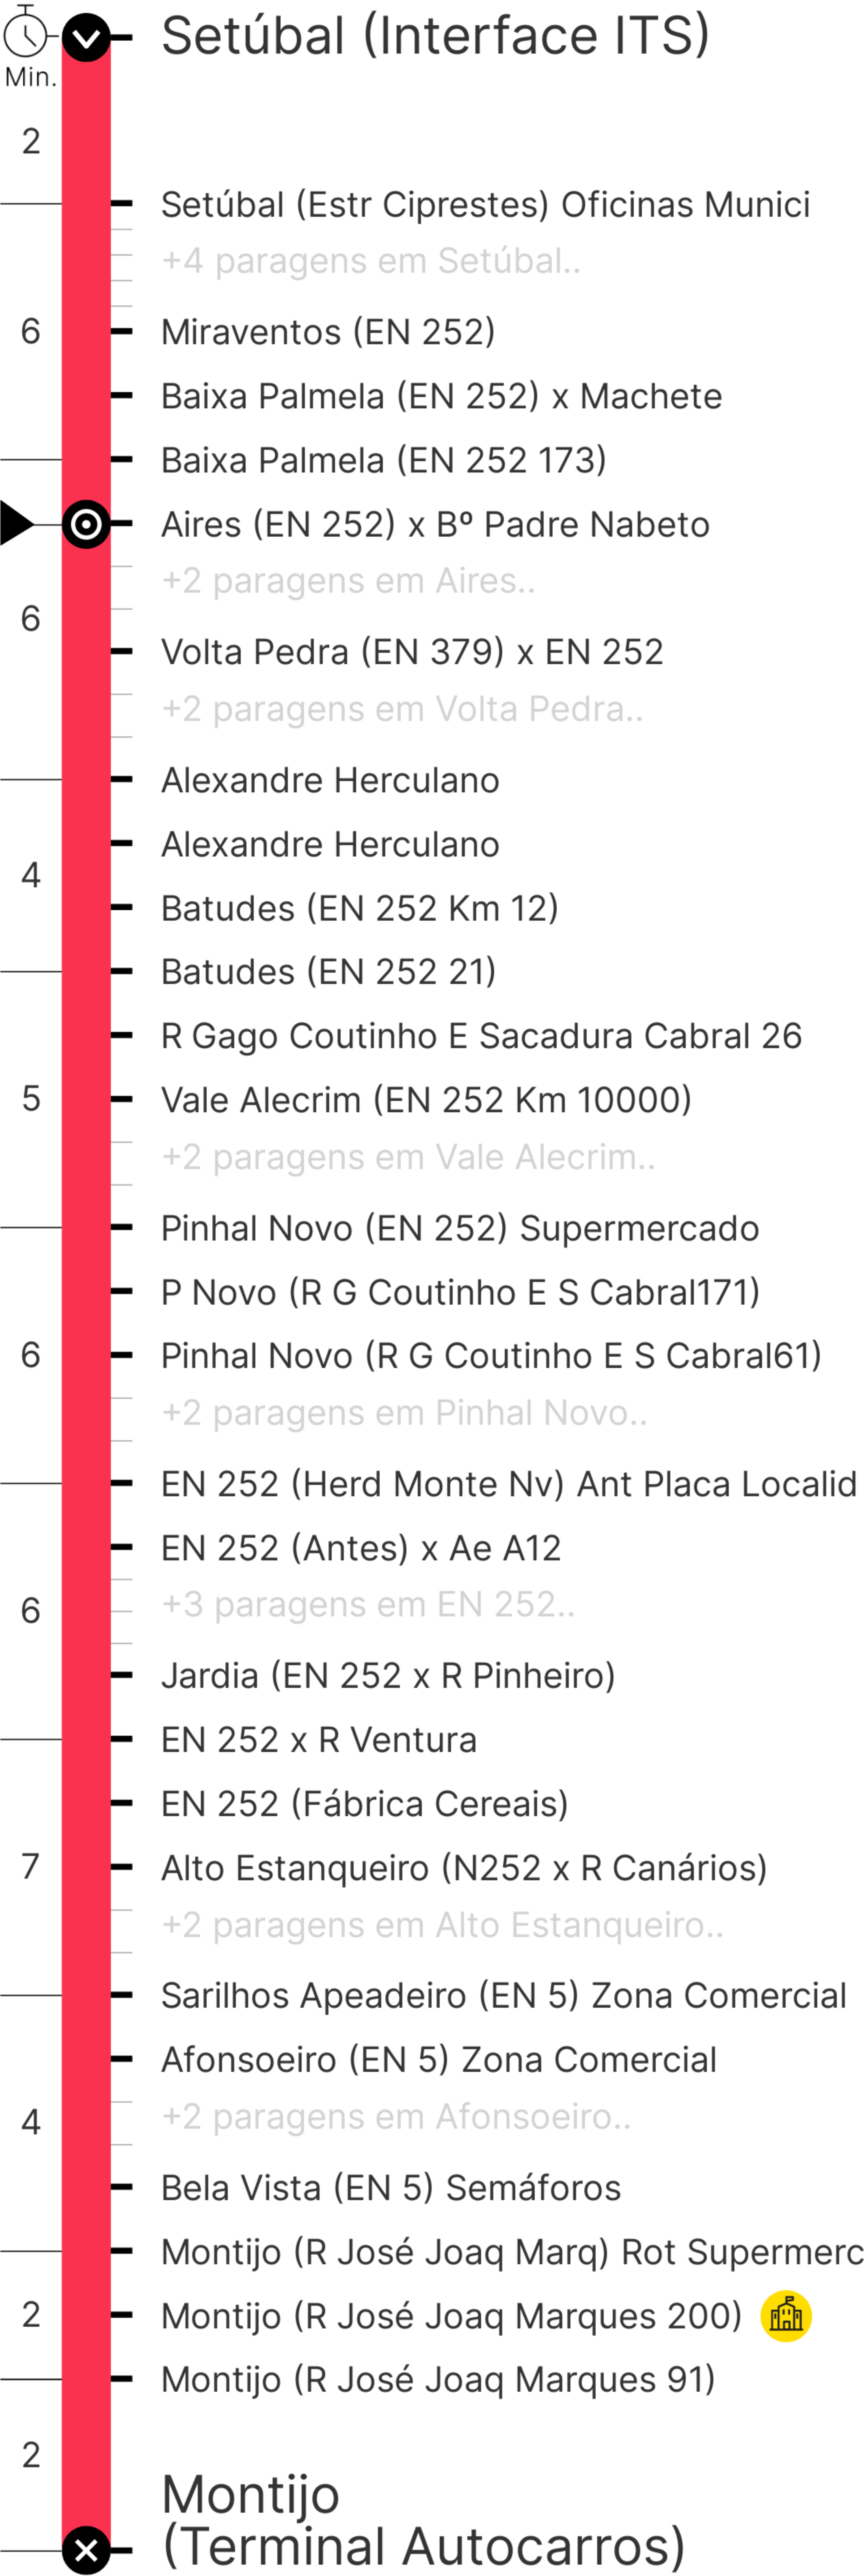 Setúbal (Interface ITS)
Min.
2
Setúbal (Estr Ciprestes) Oficinas Munici
+4 paragens em Setúbal..
6
Miraventos (EN 252)
Baixa Palmela (EN 252) x Machete
Baixa Palmela (EN 252 173)
Aires (EN 252) x Bº Padre Nabeto
+2 paragens em Aires..
6
Volta Pedra (EN 379) x EN 252
+2 paragens em Volta Pedra..
Alexandre Herculano
Alexandre Herculano
4
Batudes (EN 252 Km 12)
Batudes (EN 252 21)
R Gago Coutinho E Sacadura Cabral 26
5
Vale Alecrim (EN 252 Km 10000)
+2 paragens em Vale Alecrim..
Pinhal Novo (EN 252) Supermercado
P Novo (R G Coutinho E S Cabral171)
6
Pinhal Novo (R G Coutinho E S Cabral61)
+2 paragens em Pinhal Novo..
EN 252 (Herd Monte Nv) Ant Placa Localid
EN 252 (Antes) x Ae A12
6
+3 paragens em EN 252..
Jardia (EN 252 x R Pinheiro)
EN 252 x R Ventura
EN 252 (Fábrica Cereais)
7
Alto Estanqueiro (N252 x R Canários)
+2 paragens em Alto Estanqueiro..
Sarilhos Apeadeiro (EN 5) Zona Comercial
Afonsoeiro (EN 5) Zona Comercial
4
+2 paragens em Afonsoeiro..
Bela Vista (EN 5) Semáforos
Montijo (R José Joaq Marq) Rot Supermerc
2
Montijo (R José Joaq Marques 200)
Montijo (R José Joaq Marques 91)
2
Montijo
(Terminal Autocarros)